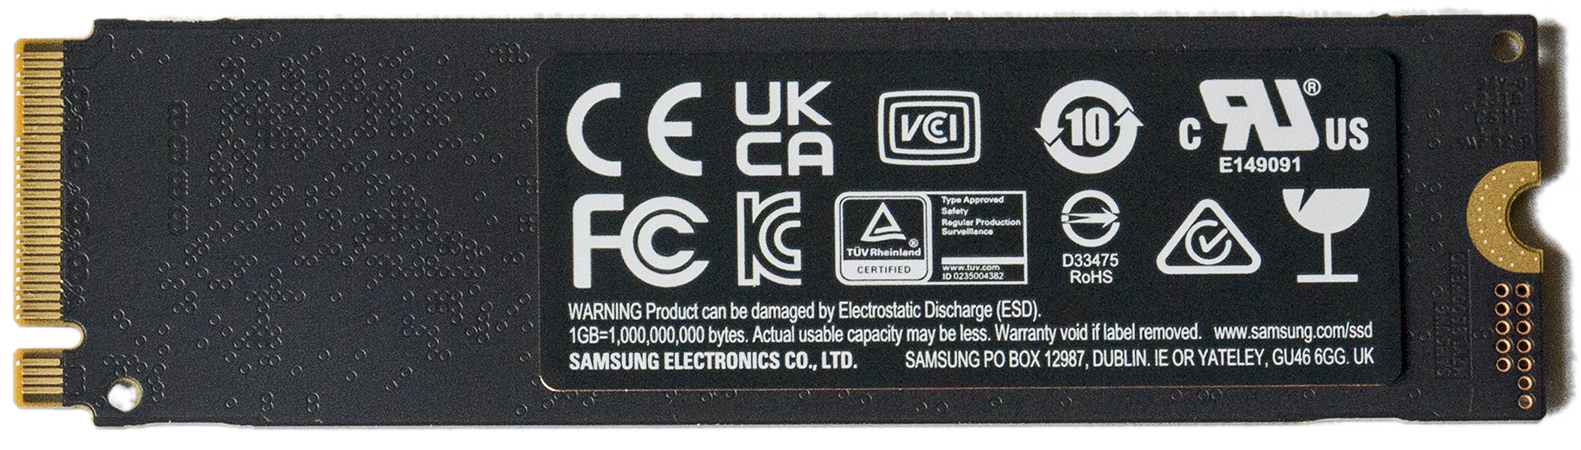 CE
UK
CA
VCI
10
C RU® US
E149091
FC
KC
TÜV Rheinland®
CERTIFIED
Type Approved
Safety
Regular Production
Surveillance
www.tuv.com
ID 0235004382
D33475
RoHS
WARNING Product can be damaged by Electrostatic Discharge (ESD).
1GB=1,000,000,000 bytes. Actual usable capacity may be less. Warranty void if label removed. www.samsung.com/ssd
SAMSUNG ELECTRONICS CO., LTD. SAMSUNG PO BOX 12987, DUBLIN. IE OR YATELEY, GU46 6GG. UK